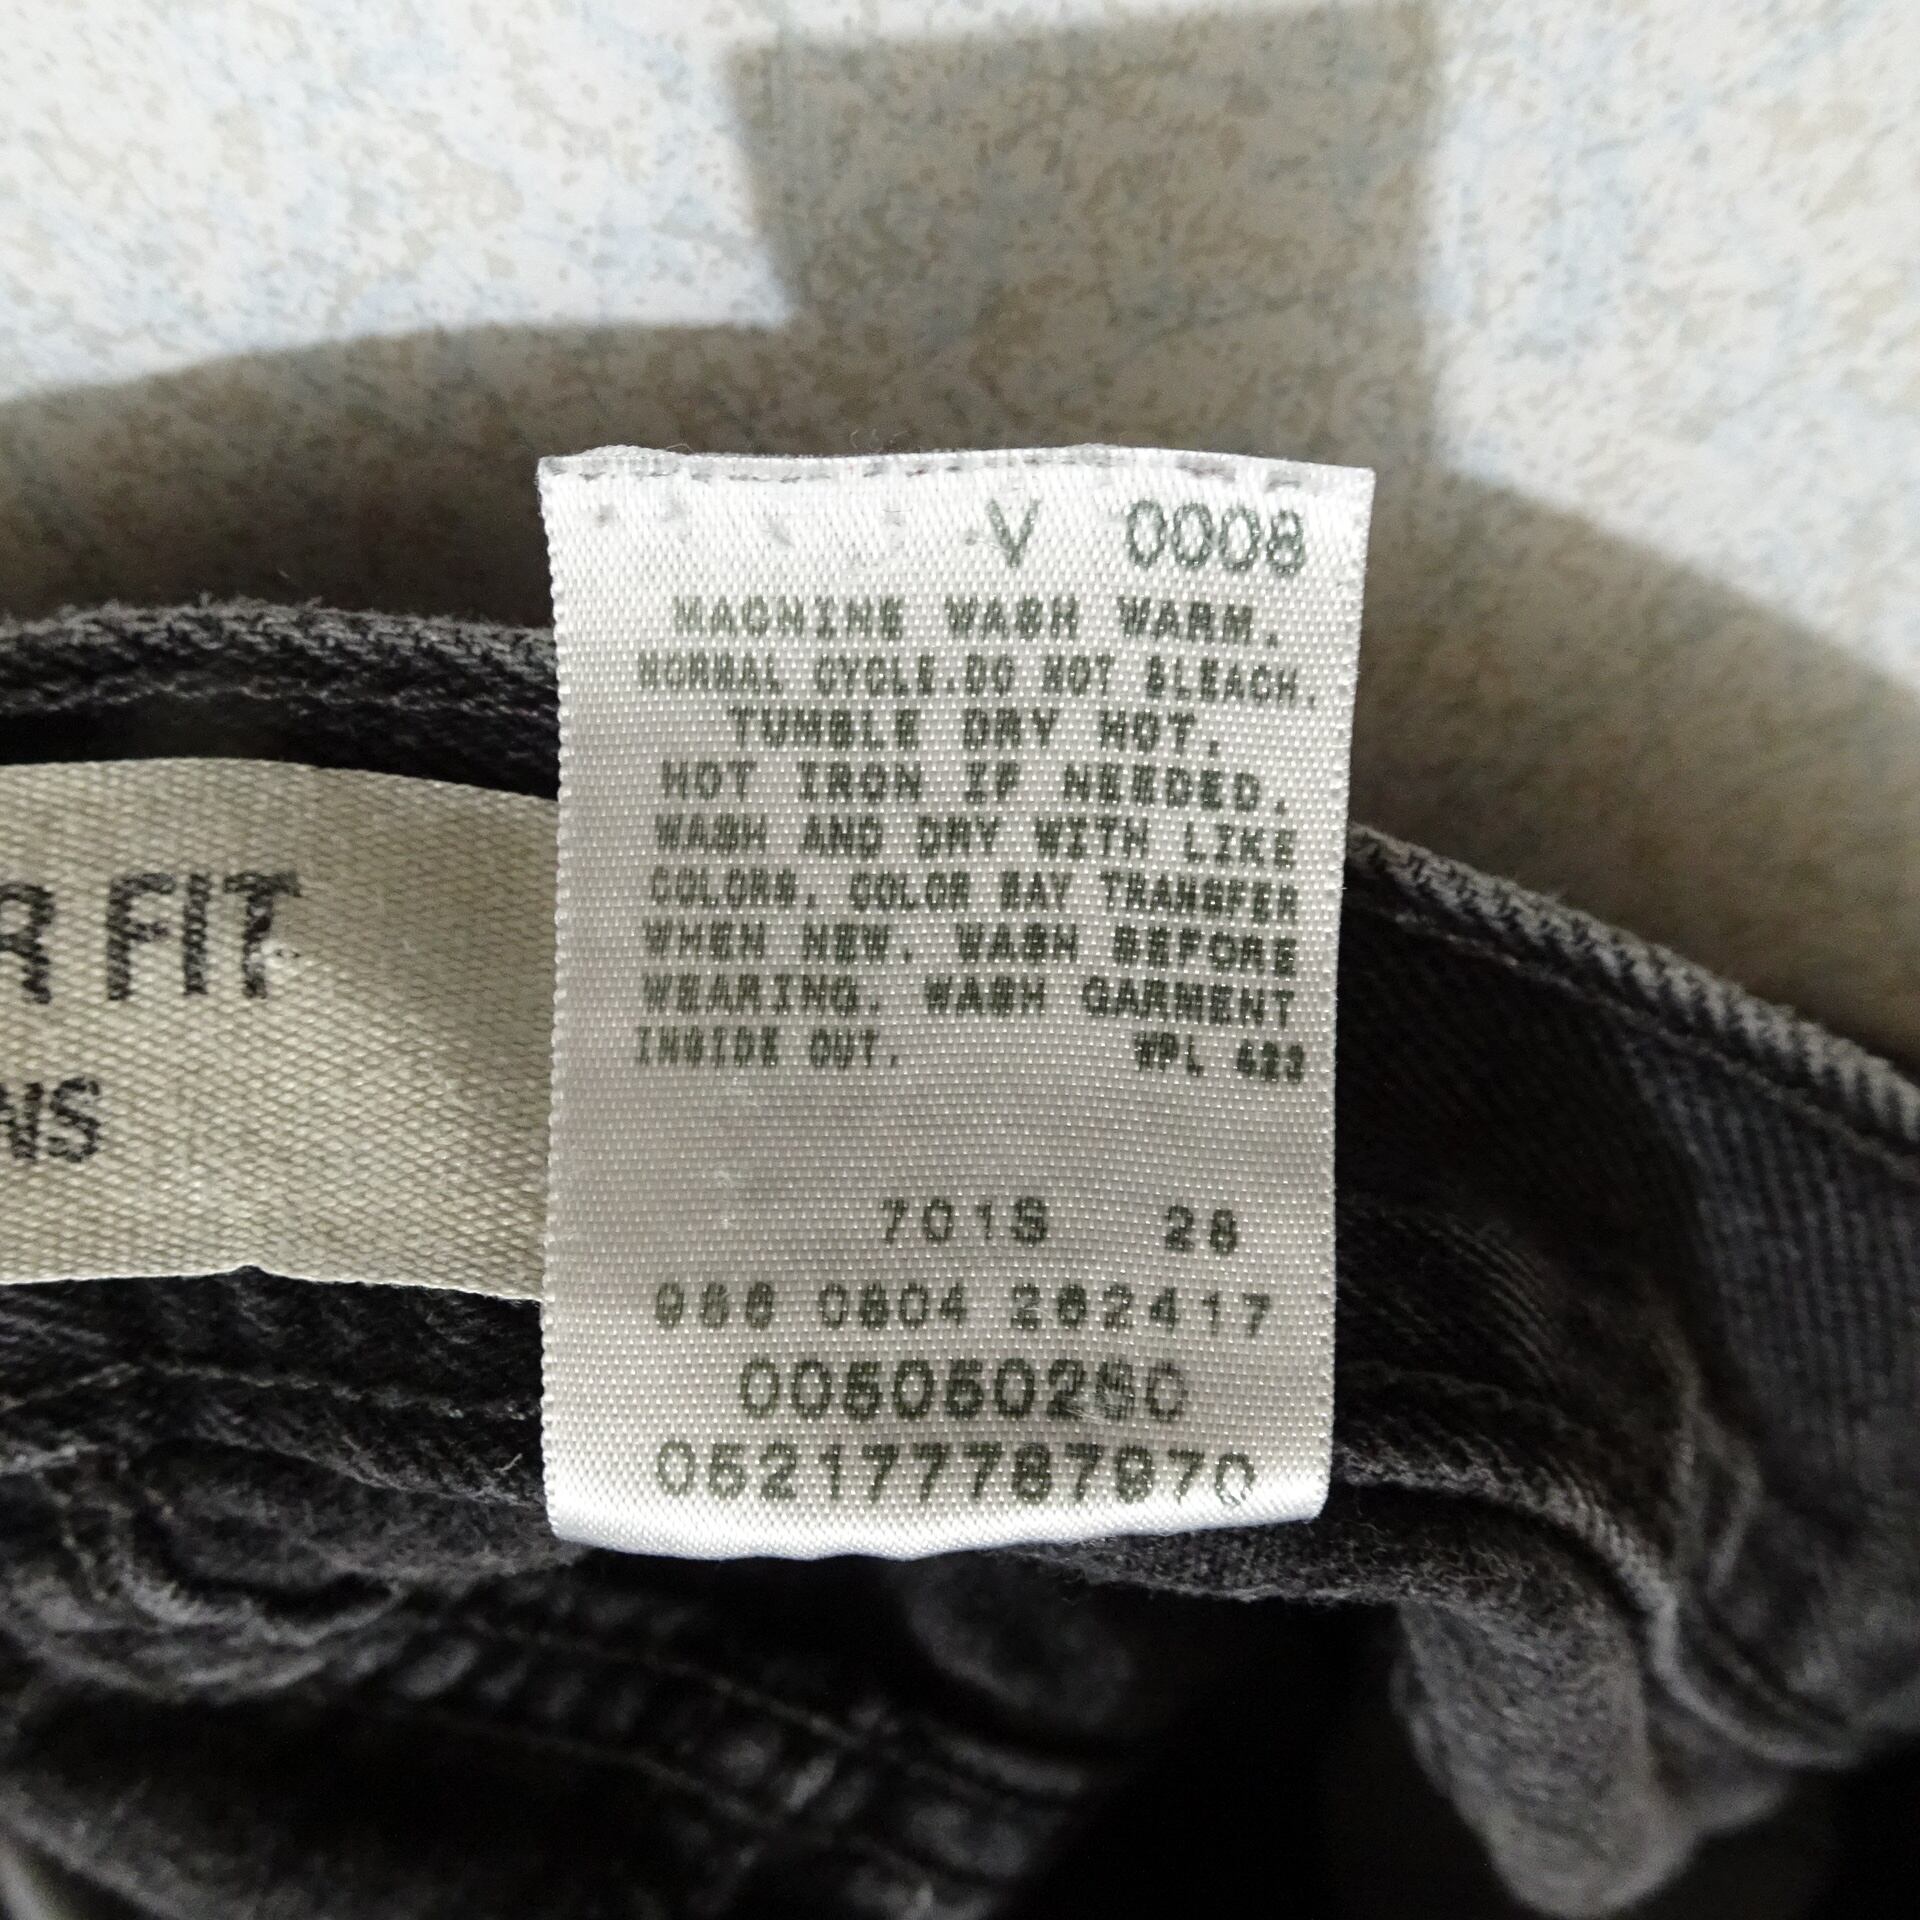 V 0008
MACHINE WASH WARM.
NORMAL CYCLE.DO NOT BLEACH.
TUMBLE DRY HOT.
HOT IRON IF NEEDED.
WASH AND DRY WITH LIKE
COLORS. COLOR MAY TRANSFER
WHEN NEW. WASH BEFORE
WEARING. WASH GARMENT
INSIDE OUT. WPL 423
R FIT
NS
701S 28
0804 262417
005050260
052177787970